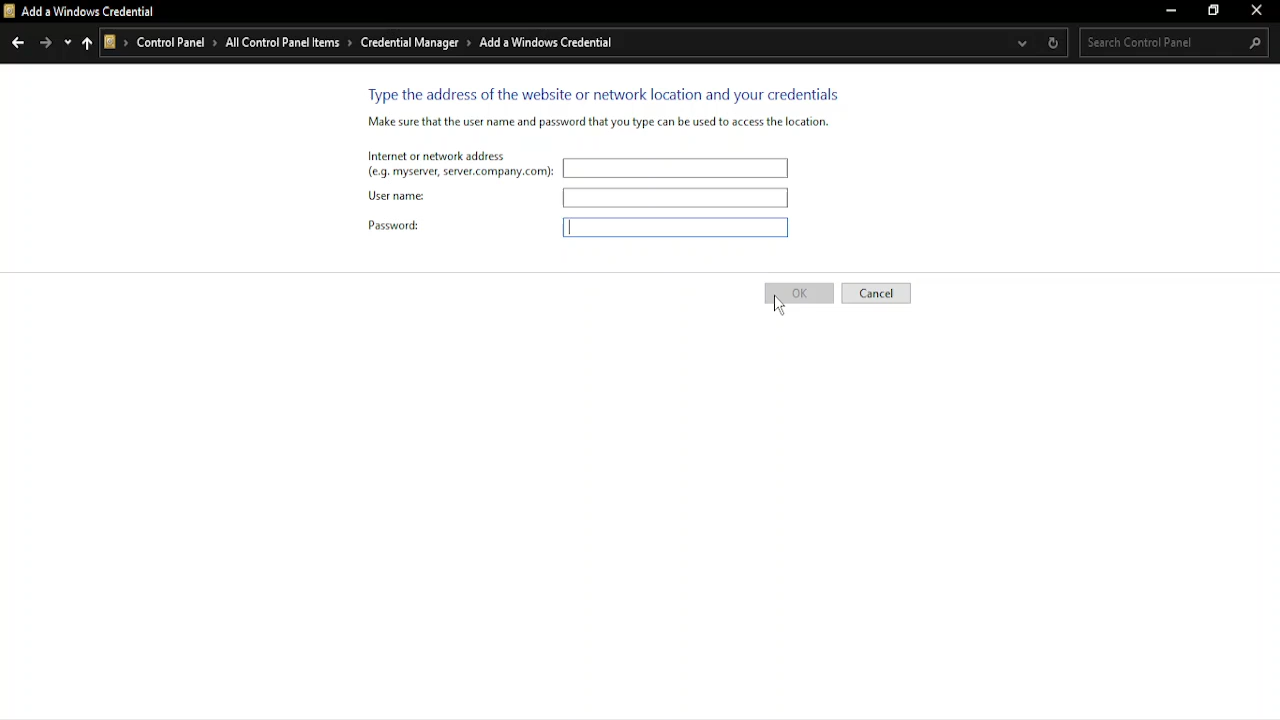 Add a Windows Credential
Control Panel › All Control Panel Items › Credential Manager › Add a Windows Credential
Search Control Panel
Type the address of the website or network location and your credentials
Make sure that the user name and password that you type can be used to access the location.
Internet or network address
(e.g. myserver, server.company.com):
User name:
Password:
OK
Cancel